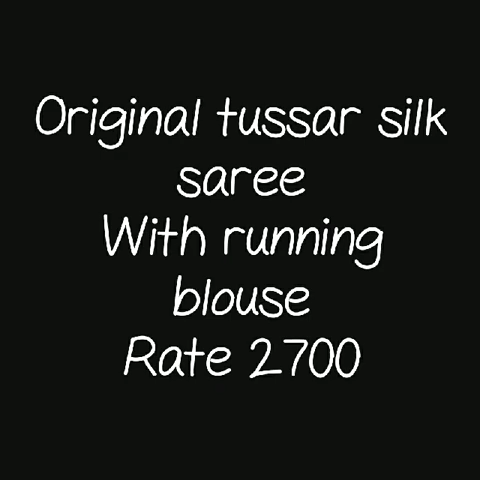 Original tussar silk
saree
With running
blouse
Rate 2700